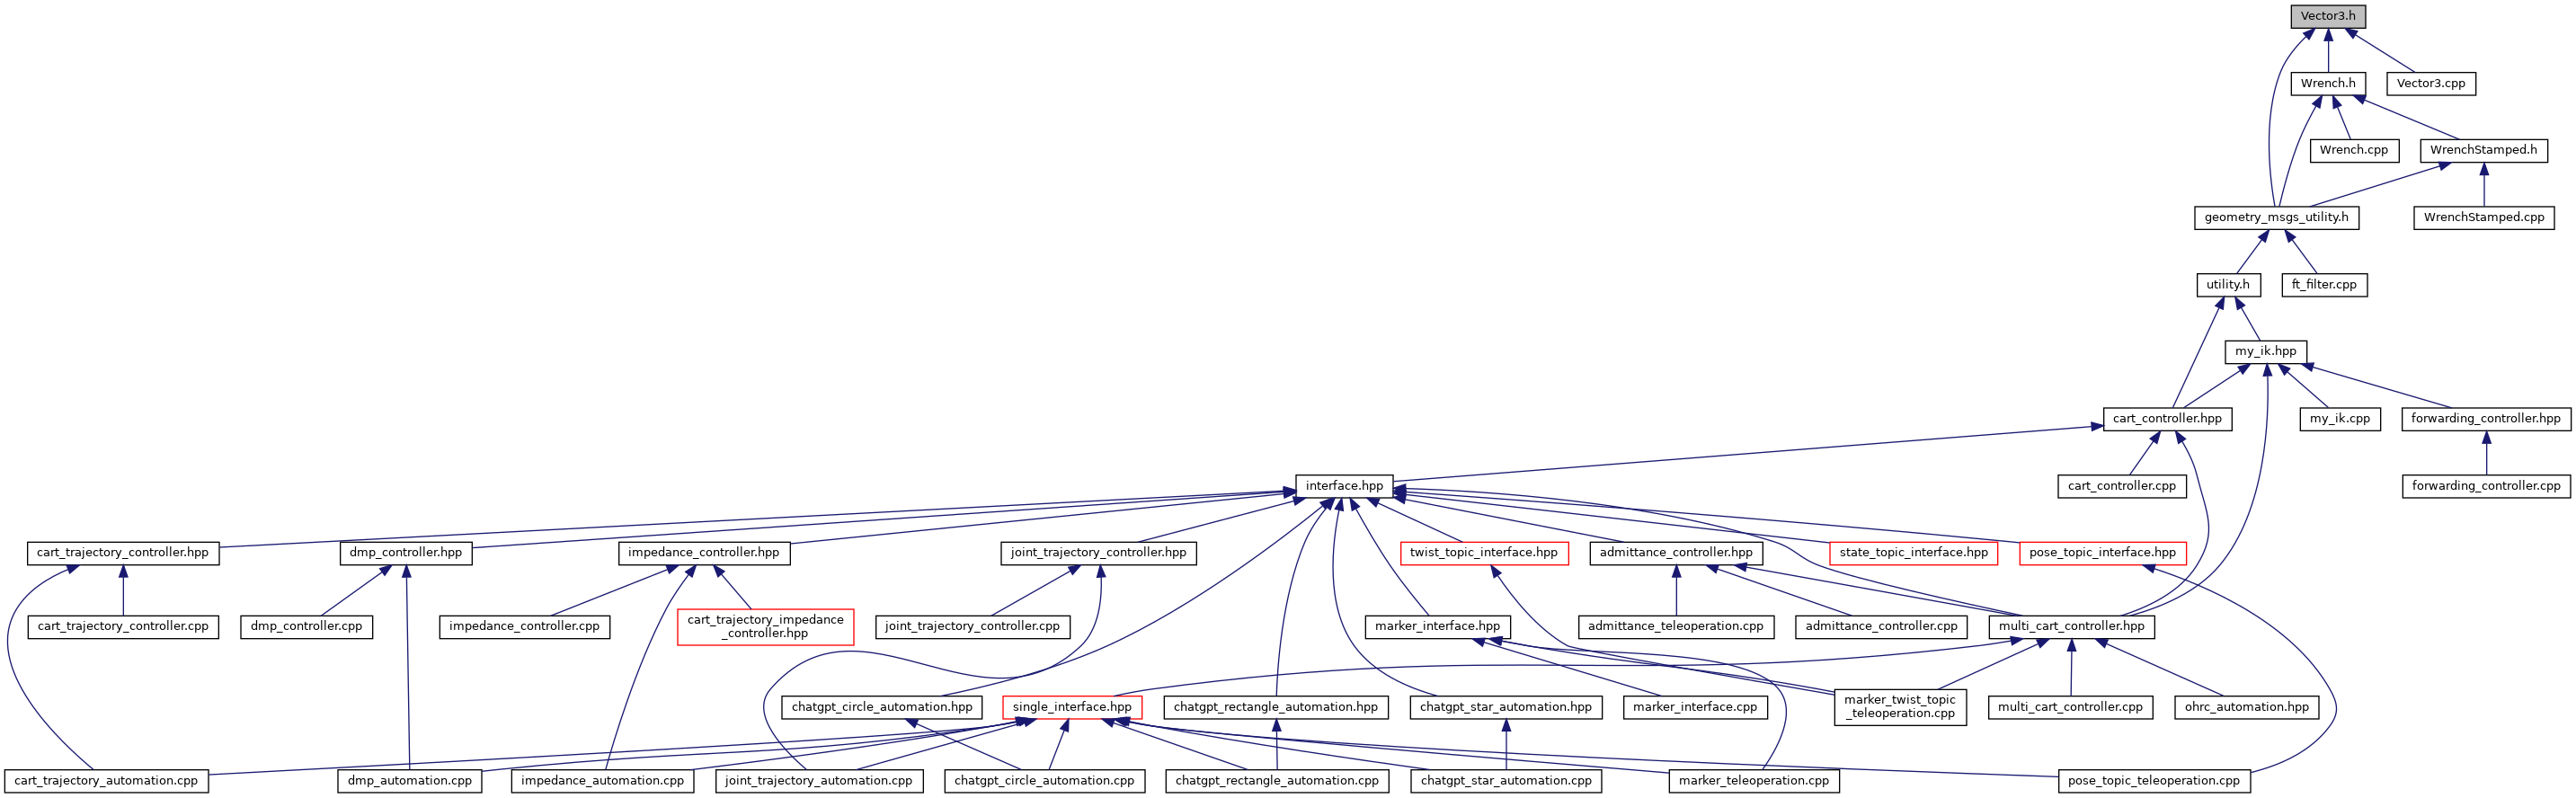 Vector3.h
Wrench.h
Vector3.cpp
Wrench.cpp
WrenchStamped.h
geometry_msgs_utility.h
WrenchStamped.cpp
utility.h
ft_filter.cpp
my_ik.hpp
cart_controller.hpp
my_ik.cpp
forwarding_controller.hpp
interface.hpp
cart_controller.cpp
forwarding_controller.cpp
cart_trajectory_controller.hpp
dmp_controller.hpp
impedance_controller.hpp
joint_trajectory_controller.hpp
twist_topic_interface.hpp
admittance_controller.hpp
state_topic_interface.hpp
pose_topic_interface.hpp
cart_trajectory_controller.cpp
dmp_controller.cpp
impedance_controller.cpp
cart_trajectory_impedance
_controller.hpp
joint_trajectory_controller.cpp
marker_interface.hpp
admittance_teleoperation.cpp
admittance_controller.cpp
multi_cart_controller.hpp
chatgpt_circle_automation.hpp
single_interface.hpp
chatgpt_rectangle_automation.hpp
chatgpt_star_automation.hpp
marker_interface.cpp
marker_twist_topic
_teleoperation.cpp
multi_cart_controller.cpp
ohrc_automation.hpp
cart_trajectory_automation.cpp
dmp_automation.cpp
impedance_automation.cpp
joint_trajectory_automation.cpp
chatgpt_circle_automation.cpp
chatgpt_rectangle_automation.cpp
chatgpt_star_automation.cpp
marker_teleoperation.cpp
pose_topic_teleoperation.cpp